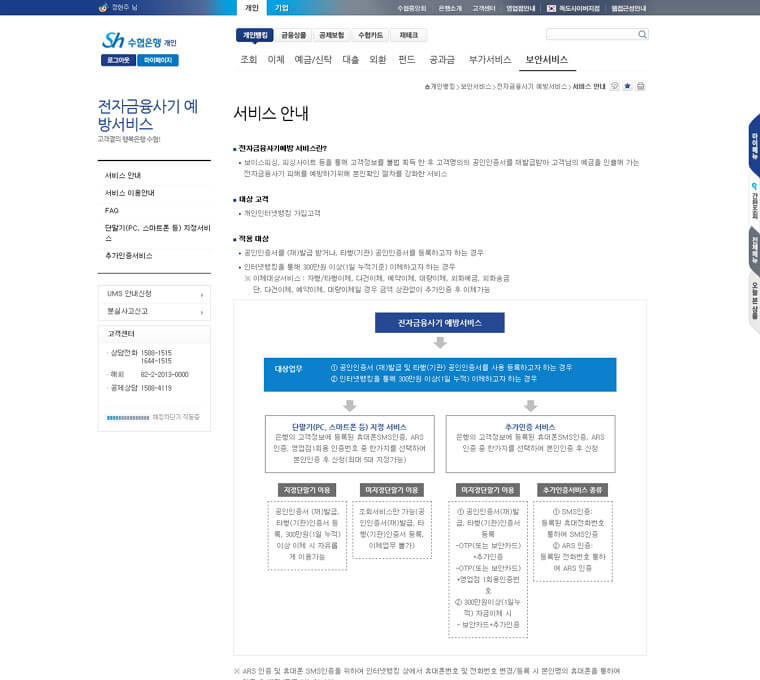 정현주 님
개인 기업
수협중앙회 은행소개 고객센터 영업점안내 독도사이버지점 웹접근성안내
Sh 수협은행 개인
로그아웃 마이페이지
개인뱅킹 금융상품 공제보험 수협카드 재테크
조회 이체 예금/신탁 대출 외환 펀드 공과금 부가서비스 보안서비스
개인뱅킹 > 보안서비스 > 전자금융사기 예방서비스 > 서비스 안내
전자금융사기 예
방서비스
고객곁의 행복은행 수협!
서비스 안내
서비스 이용안내
FAQ
단말기(PC, 스마트폰 등) 지정서비
스
추가인증서비스
UMS 안내신청
분실사고신고
고객센터
· 상담전화 1588-1515
1644-1515
· 해외 82-2-2013-0000
· 공제상담 1588-4119
해킹차단기 작동중
서비스 안내
전자금융사기예방 서비스란?
• 보이스피싱, 피싱사이트 등을 통해 고객정보를 불법 획득 한 후 고객명의의 공인인증서를 재발급받아 고객님의 예금을 인출해 가는
전자금융사기 피해를 예방하기위해 본인확인 절차를 강화한 서비스
대상 고객
• 개인인터넷뱅킹 가입고객
적용 대상
• 공인인증서를 (재)발급 받거나, 타행(기관) 공인인증서를 등록하고자 하는 경우
• 인터넷뱅킹을 통해 300만원 이상(1일 누적기준) 이체하고자 하는 경우
※ 이체대상서비스 : 자행/타행이체, 다건이체, 예약이체, 대량이체, 외화예금, 외화송금
단, 다건이체, 예약이체, 대량이체일 경우 금액 상관없이 추가인증 후 이체가능
전자금융사기 예방서비스
대상업무
① 공인인증서 (재)발급 및 타행(기관) 공인인증서를 사용 등록하고자 하는 경우
② 인터넷뱅킹을 통해 300만원 이상(1일 누적) 이체하고자 하는 경우
단말기(PC, 스마트폰 등) 지정 서비스
은행의 고객정보에 등록된 휴대폰SMS인증, ARS
인증, 영업점1회용 인증번호 중 한가지를 선택하여
본인인증 후 신청(최대 5대 지정가능)
추가인증 서비스
은행의 고객정보에 등록된 휴대폰SMS인증, ARS
인증 중 한가지를 선택하여 본인인증 후 신청
지정단말기 이용
공인인증서 (재)발급,
타행(기관)인증서 등
록, 300만원(1일 누적)
이상 이체 시 자유롭
게 이용가능
미지정단말기 이용
조회서비스만 가능(공
인인증서(재)발급, 타
행(기관)인증서 등록,
이체업무 불가)
미지정단말기 이용
① 공인인증서(재)발
급, 타행(기관)인증서
등록
-OTP(또는 보안카드)
+추가인증
-OTP(또는 보안카드)
+영업점 1회용인증번
호
② 300만원이상(1일누
적) 자금이체 시
- 보안카드+추가인증
추가인증서비스 종류
① SMS인증:
등록된 휴대전화번호
통하여 SMS인증
② ARS 인증:
등록된 전화번호 통하
여 ARS 인증
※ ARS 인증 및 휴대폰 SMS인증을 위하여 인터넷뱅킹 상에서 휴대폰번호 및 전화번호 변경/등록 시 본인명의 휴대폰을 통하여
마이메뉴
간편조회
전체메뉴
오늘본상품